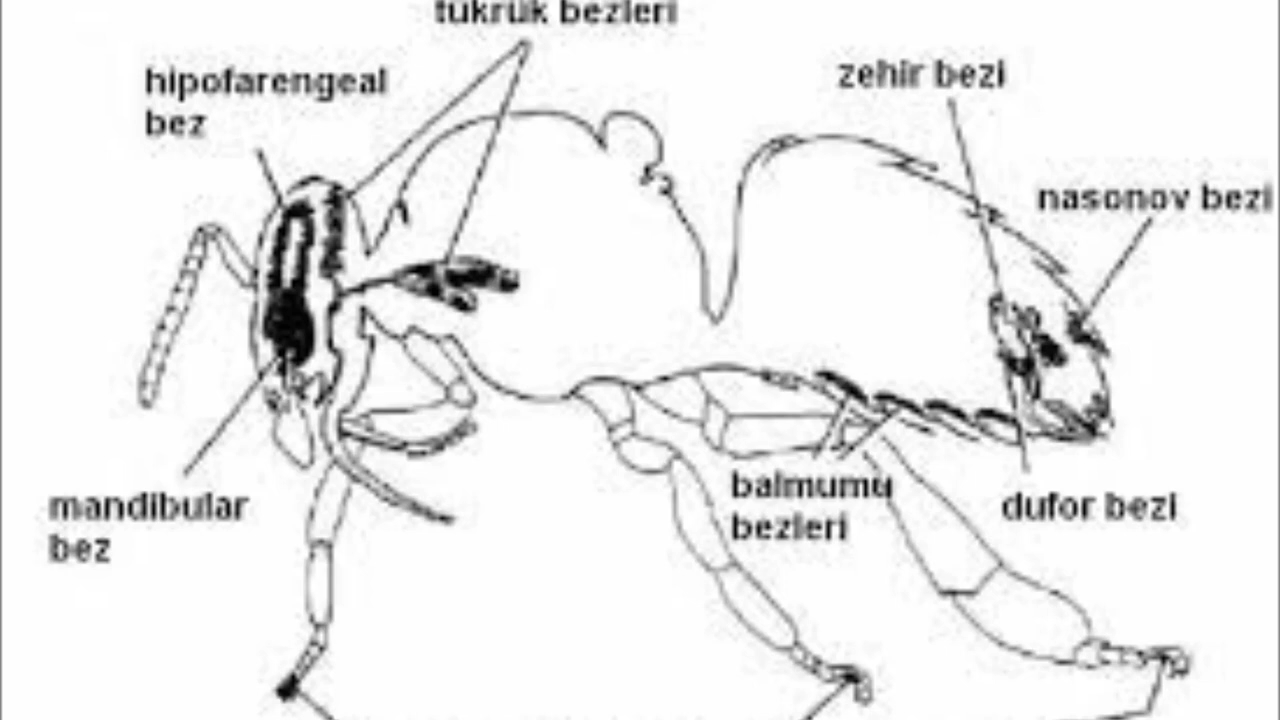 tükrük bezleri
hipofarengeal
bez
zehir bezi
nasonov bezi
mandibular
bez
balmumu
bezleri
dufor bezi